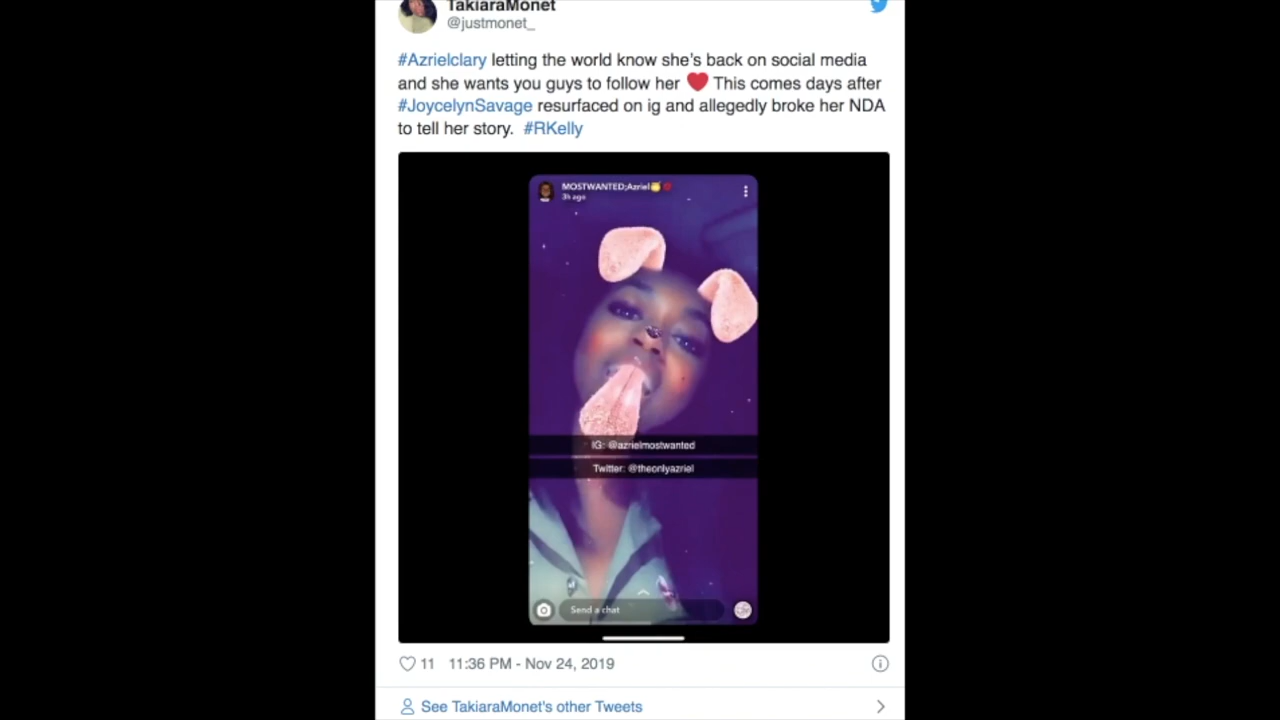 TakiaraMonet
@justmonet_
#Azrielclary letting the world know she's back on social media
and she wants you guys to follow her ❤️ This comes days after
#JoycelynSavage resurfaced on ig and allegedly broke her NDA
to tell her story. #RKelly
MOSTWANTED;Azriel
3h ago
IG: @azrielmostwanted
Twitter: @theonlyazriel
Send a chat
11 11:36 PM - Nov 24, 2019
See TakiaraMonet's other Tweets